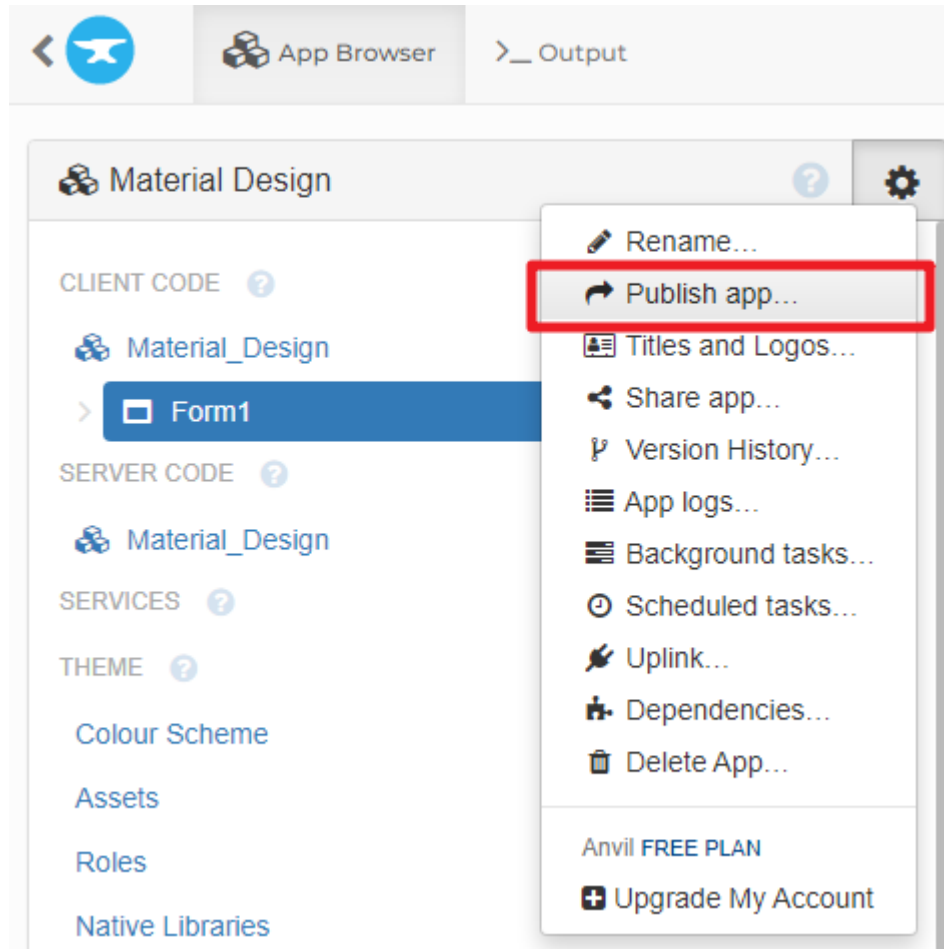 App Browser
>_ Output
Material Design
?
Rename...
CLIENT CODE ?
Publish app...
Material_Design
Titles and Logos...
Form1
Share app...
Version History...
SERVER CODE ?
App logs...
Material_Design
Background tasks...
SERVICES ?
Scheduled tasks...
THEME ?
Uplink...
Dependencies...
Colour Scheme
Delete App...
Assets
Anvil FREE PLAN
Roles
Upgrade My Account
Native Libraries